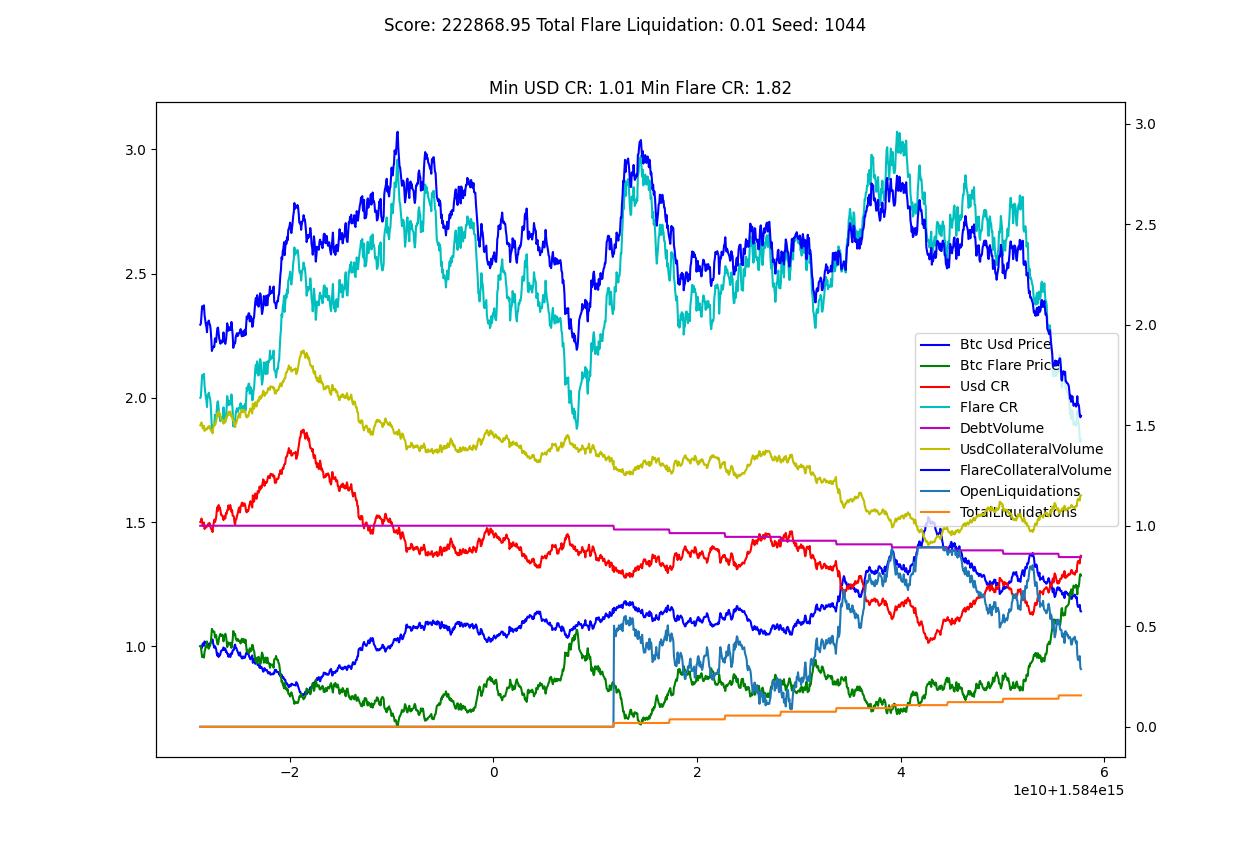 Score: 222868.95 Total Flare Liquidation: 0.01 Seed: 1044
Min USD CR: 1.01 Min Flare CR: 1.82
3.0
2.5
2.0
1.5
1.0
3.0
2.5
2.0
1.5
1.0
0.5
0.0
Btc Usd Price
Btc Flare Price
Usd CR
Flare CR
DebtVolume
UsdCollateralVolume
FlareCollateralVolume
OpenLiquidations
TotalLiquidations
−2 0 2 4 6
1e10+1.584e15